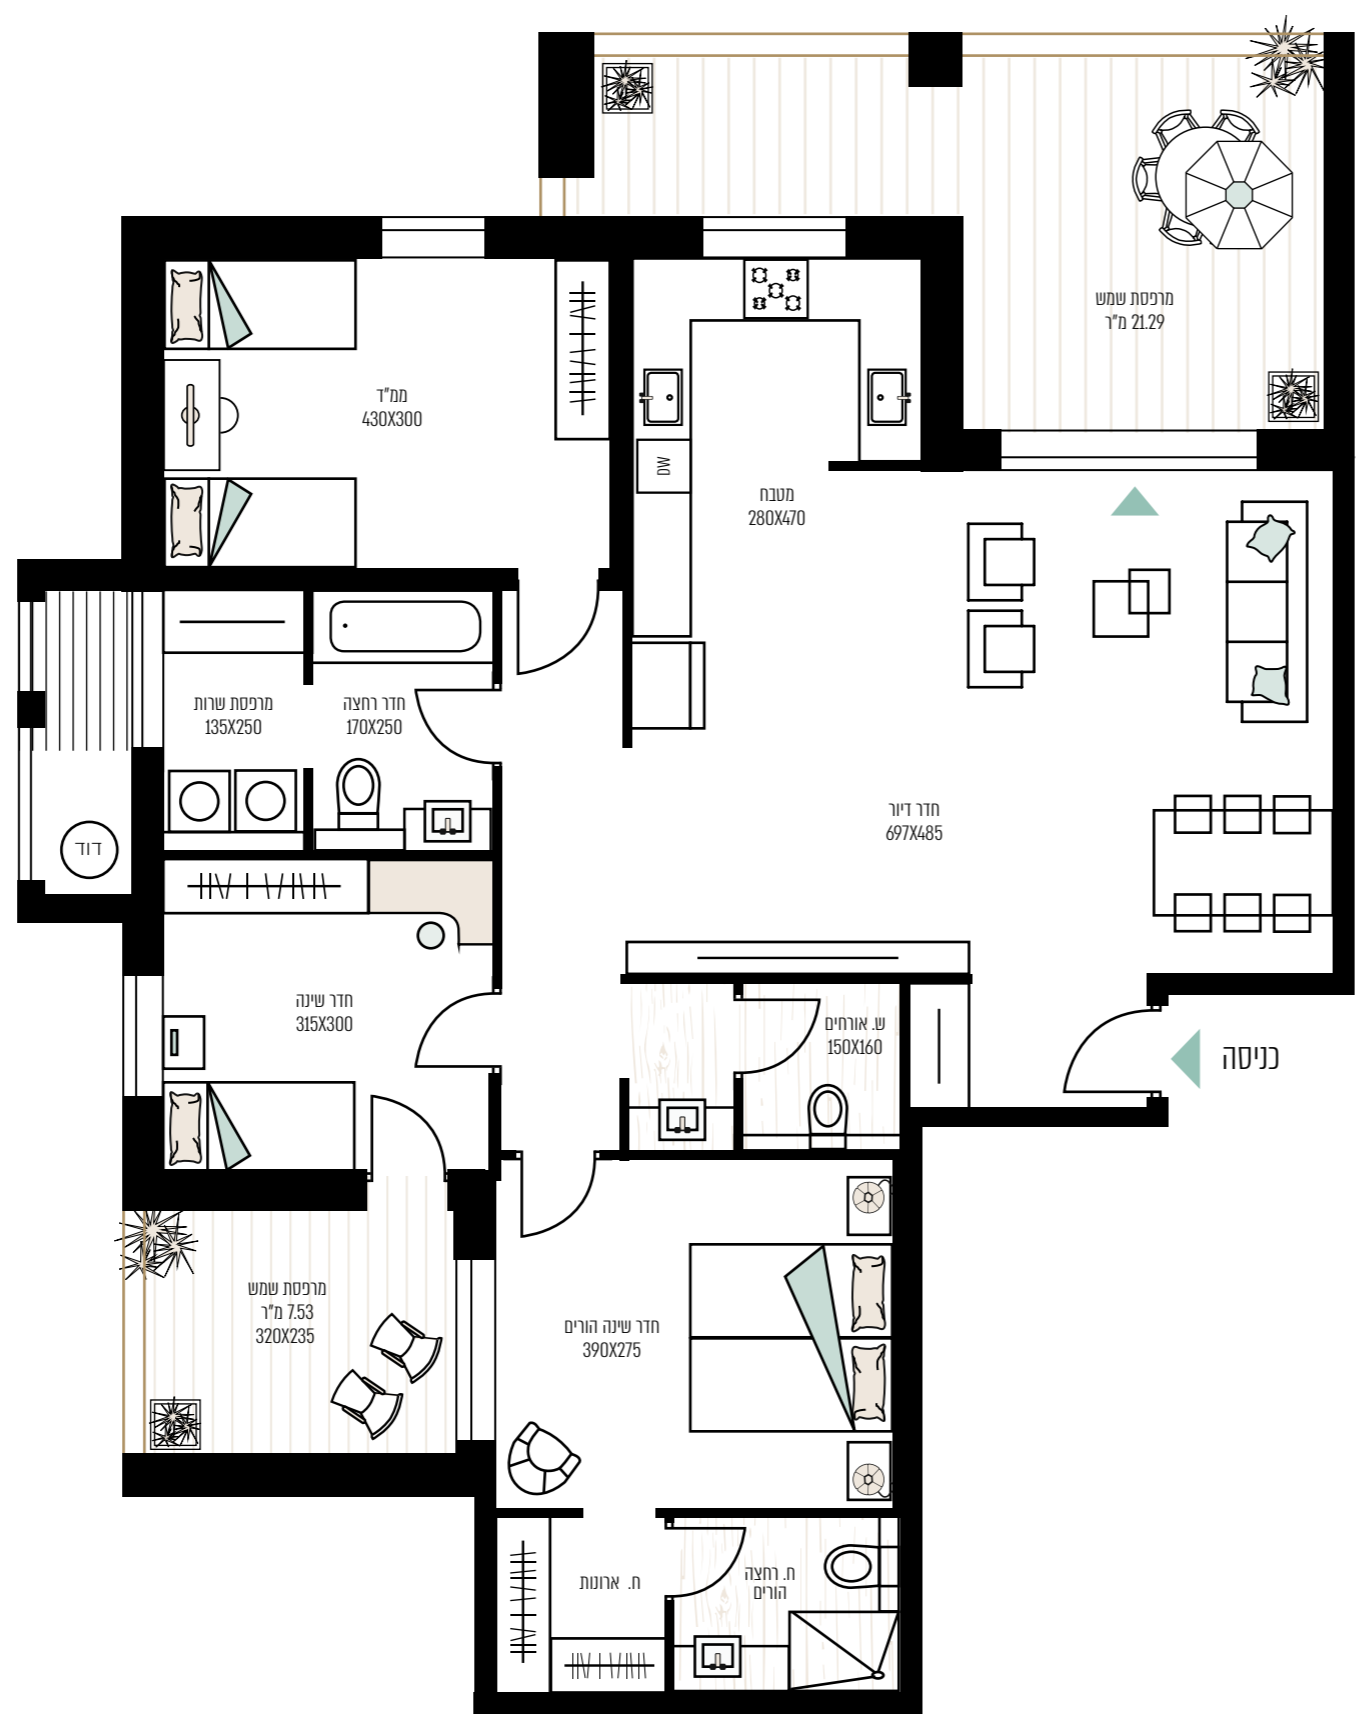 מרפסת שמש
21.29 מ"ר
ממ"ד
430X300
DW
מטבח
280X470
מרפסת שרות
135X250
חדר רחצה
170X250
חדר דיור
697X485
דוד
חדר שינה
315X300
ש. אורחים
150X160
כניסה
מרפסת שמש
7.53 מ"ר
320X235
חדר שינה הורים
390X275
ח. ארונות
ח. רחצה
הורים